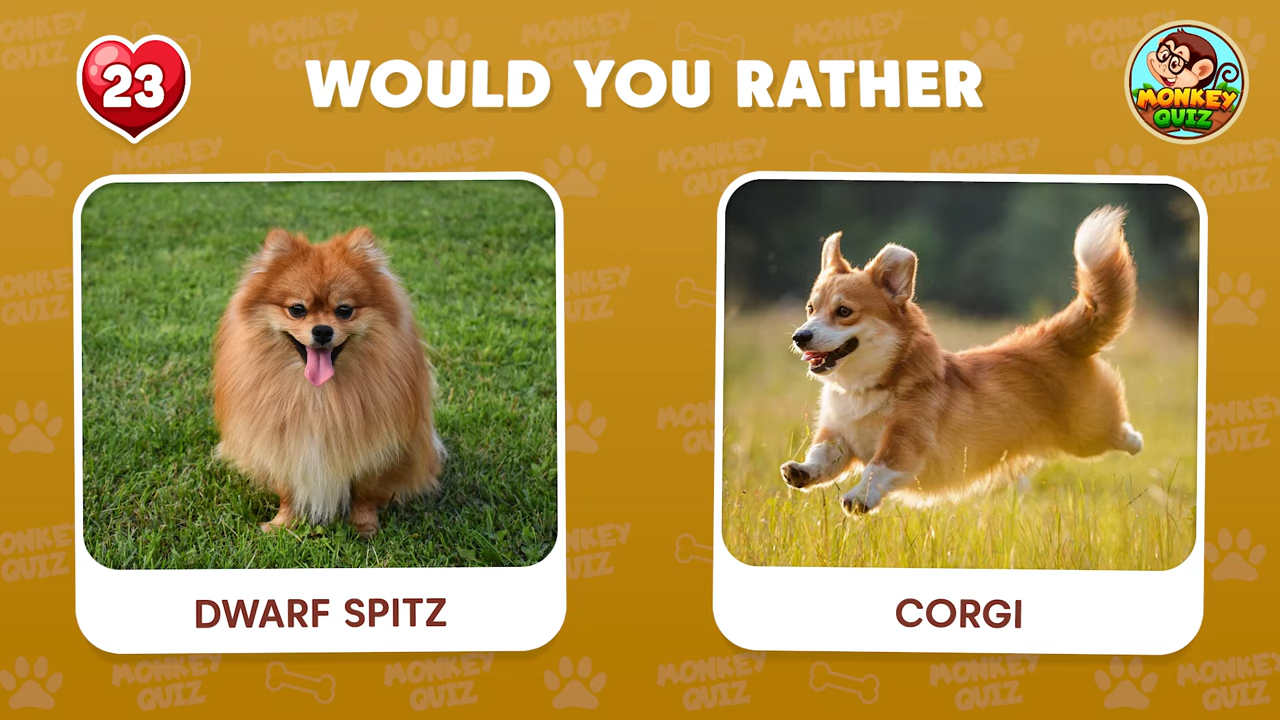 23
WOULD YOU RATHER
MONKEY
QUIZ
DWARF SPITZ
CORGI